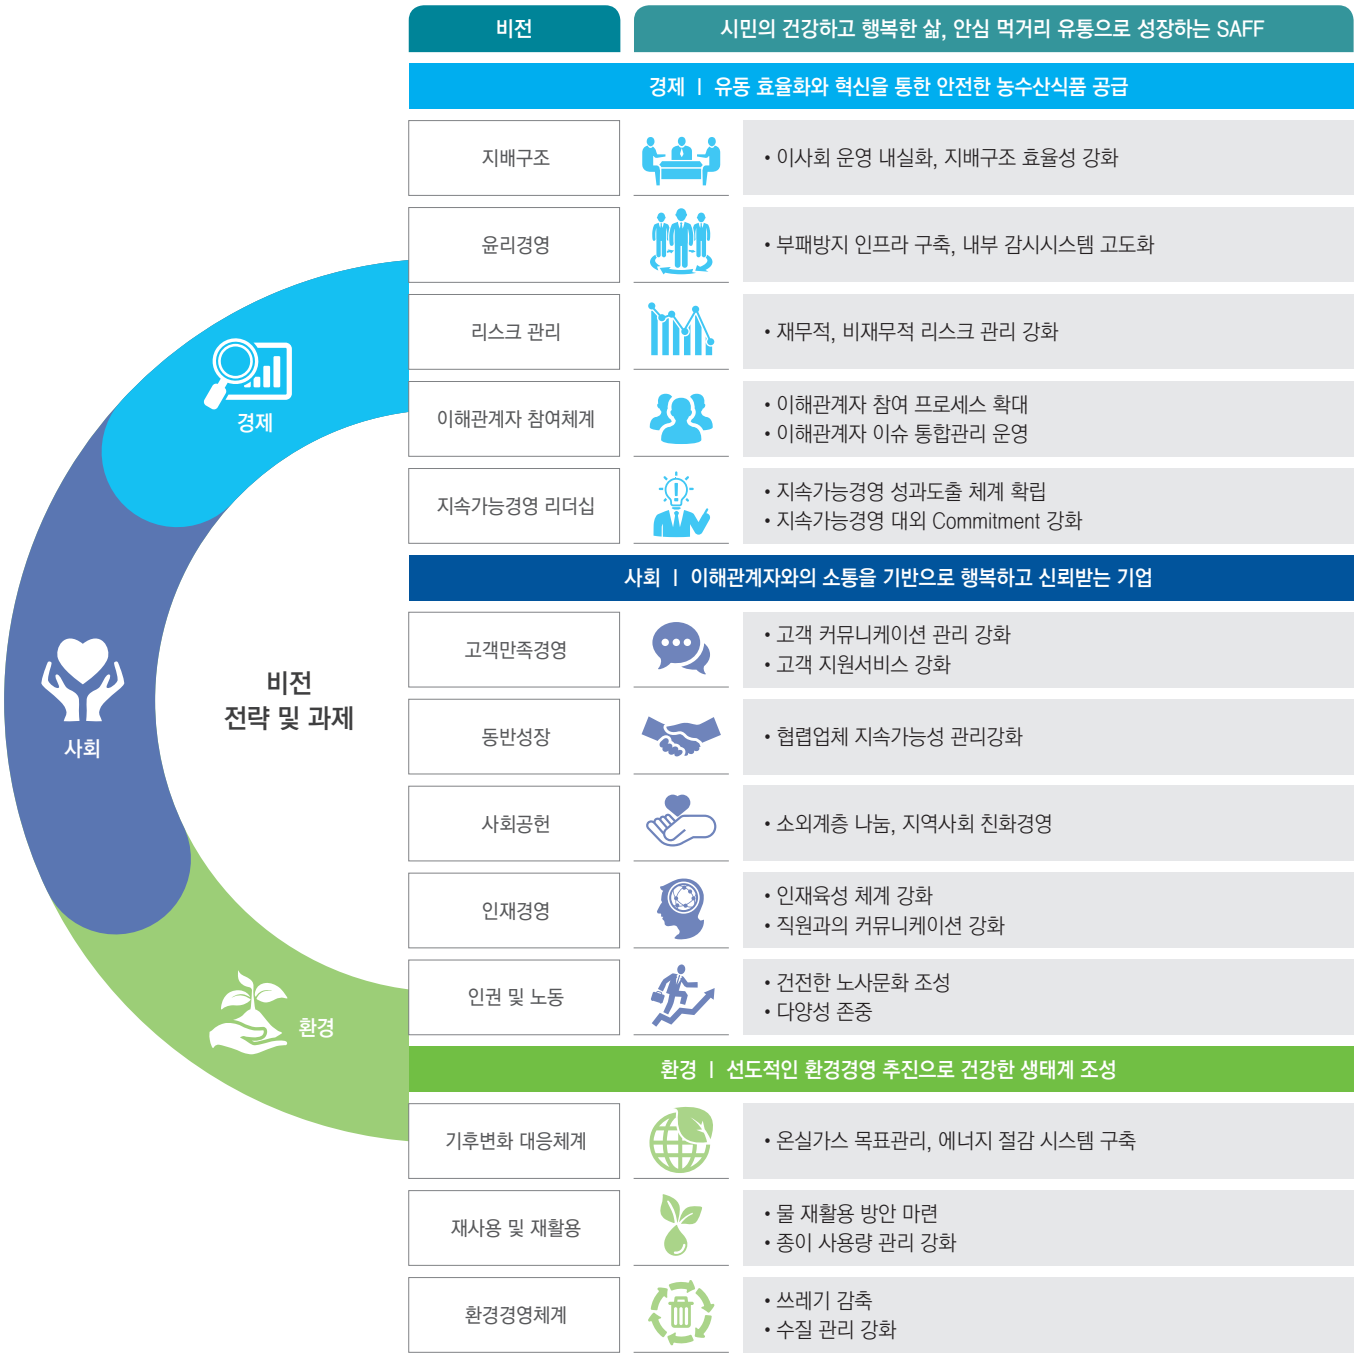 비전
시민의 건강하고 행복한 삶, 안심 먹거리 유통으로 성장하는 SAFF
경제 | 유동 효율화와 혁신을 통한 안전한 농수산식품 공급
지배구조
• 이사회 운영 내실화, 지배구조 효율성 강화
윤리경영
• 부패방지 인프라 구축, 내부 감시시스템 고도화
리스크 관리
• 재무적, 비재무적 리스크 관리 강화
이해관계자 참여체계
• 이해관계자 참여 프로세스 확대
• 이해관계자 이슈 통합관리 운영
지속가능경영 리더십
• 지속가능경영 성과도출 체계 확립
• 지속가능경영 대외 Commitment 강화
사회 | 이해관계자와의 소통을 기반으로 행복하고 신뢰받는 기업
고객만족경영
• 고객 커뮤니케이션 관리 강화
• 고객 지원서비스 강화
동반성장
• 협렵업체 지속가능성 관리강화
사회공헌
• 소외계층 나눔, 지역사회 친화경영
인재경영
• 인재육성 체계 강화
• 직원과의 커뮤니케이션 강화
인권 및 노동
• 건전한 노사문화 조성
• 다양성 존중
환경 | 선도적인 환경경영 추진으로 건강한 생태계 조성
기후변화 대응체계
• 온실가스 목표관리, 에너지 절감 시스템 구축
재사용 및 재활용
• 물 재활용 방안 마련
• 종이 사용량 관리 강화
환경경영체계
• 쓰레기 감축
• 수질 관리 강화
경제
사회
환경
비전
전략 및 과제